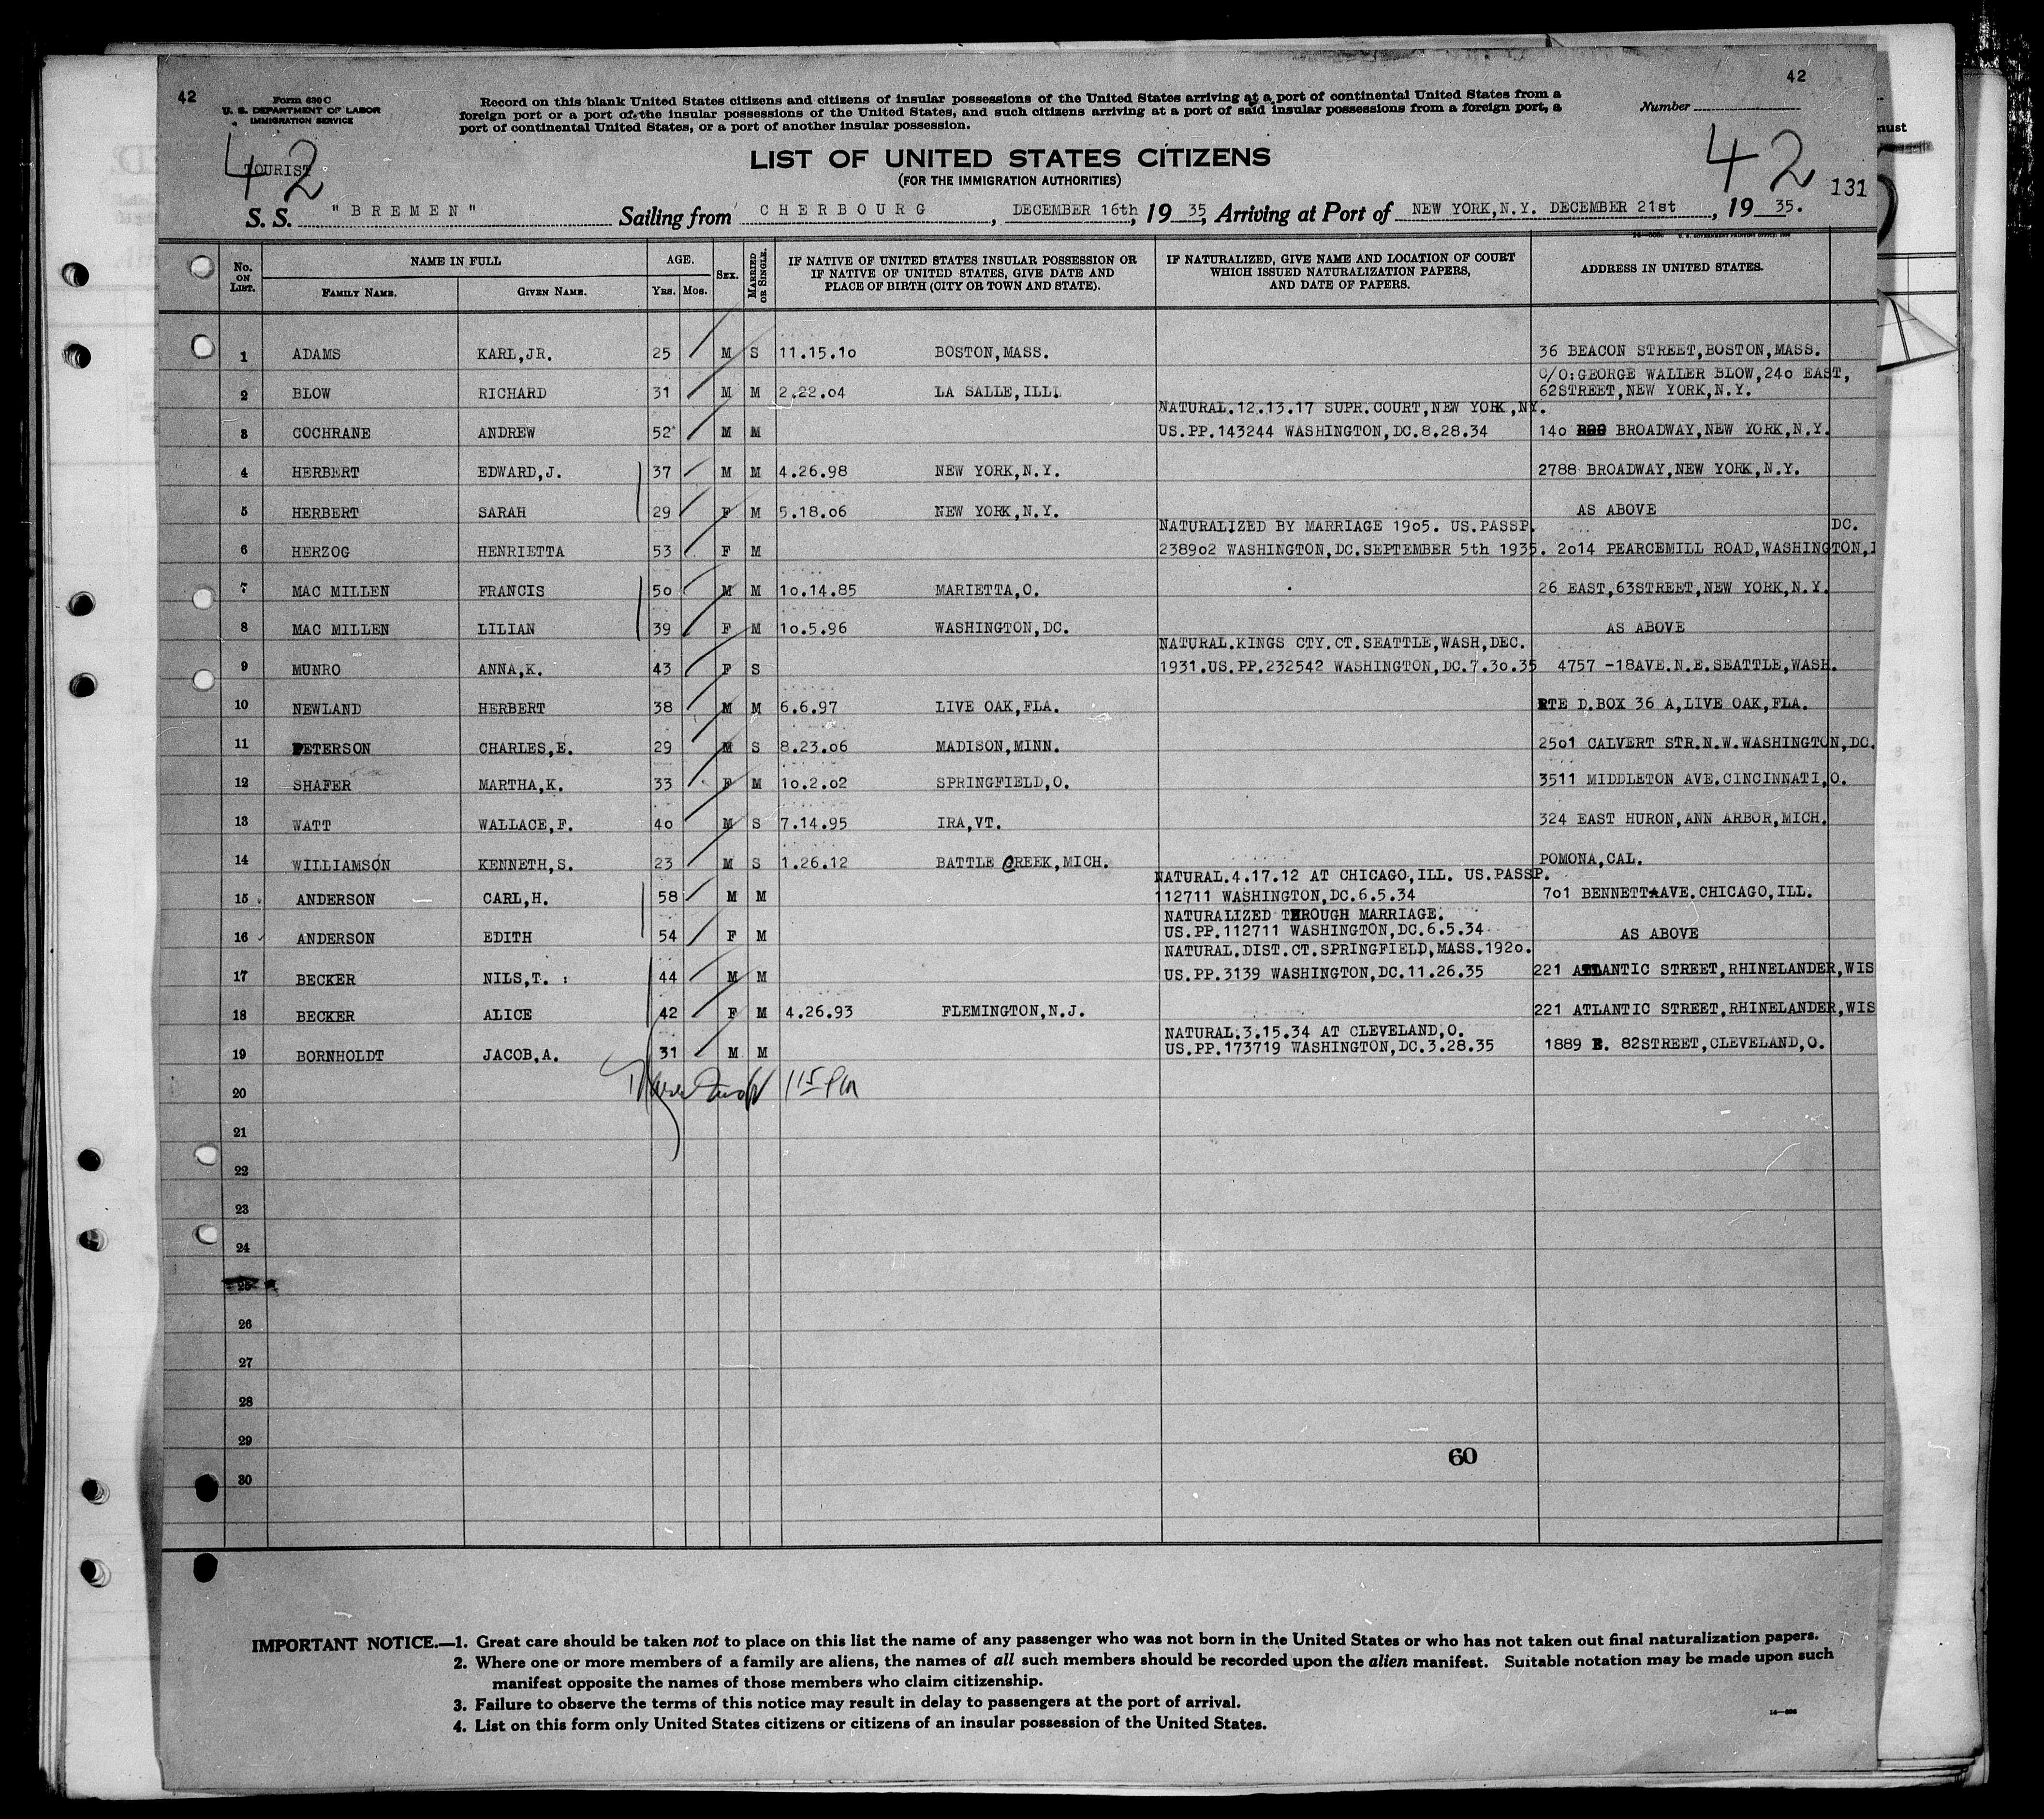 42
42
Form 630 C
U. S. DEPARTMENT OF LABOR
IMMIGRATION SERVICE
Record on this blank United States citizens and citizens of insular possessions of the United States arriving at a port of continental United States from a
foreign port or a port of the insular possessions of the United States, and such citizens arriving at a port of said insular possessions from a foreign port, a
port of continental United States, or a port of another insular possession.
Number
must
42
TOURIST
LIST OF UNITED STATES CITIZENS
(FOR THE IMMIGRATION AUTHORITIES)
42
131
S. S. "BREMEN" Sailing from CHERBOURG, DECEMBER 16th, 1935, Arriving at Port of NEW YORK,N.Y. DECEMBER 21st, 1935.
No. ON LIST.
NAME IN FULL
FAMILY NAME. GIVEN NAME.
AGE.
YRS. MOS.
SEX.
MARRIED OR SINGLE.
IF NATIVE OF UNITED STATES INSULAR POSSESSION OR
IF NATIVE OF UNITED STATES, GIVE DATE AND
PLACE OF BIRTH (CITY OR TOWN AND STATE).
IF NATURALIZED, GIVE NAME AND LOCATION OF COURT
WHICH ISSUED NATURALIZATION PAPERS,
AND DATE OF PAPERS.
ADDRESS IN UNITED STATES.
1 ADAMS KARL,JR. 25 M S 11.15.10 BOSTON,MASS. 36 BEACON STREET,BOSTON,MASS.
C/O:GEORGE WALLER BLOW,240 EAST,
2 BLOW RICHARD 31 M M 2.22.04 LA SALLE,ILL. 62STREET,NEW YORK,N.Y.
NATURAL.12.13.17 SUPR.COURT,NEW YORK,NY.
3 COCHRANE ANDREW 52 M M US.PP.143244 WASHINGTON,DC.8.28.34 140 BROADWAY,NEW YORK,N.Y.
4 HERBERT EDWARD,J. 37 M M 4.26.98 NEW YORK,N.Y. 2788 BROADWAY,NEW YORK,N.Y.
5 HERBERT SARAH 29 F M 5.18.06 NEW YORK,N.Y. AS ABOVE
NATURALIZED BY MARRIAGE 1905. US.PASSP. DC.
6 HERZOG HENRIETTA 53 F M 238902 WASHINGTON,DC.SEPTEMBER 5th 1935. 2014 PEARCEMILL ROAD,WASHINGTON,
7 MAC MILLEN FRANCIS 50 M M 10.14.85 MARIETTA,O. 26 EAST,63STREET,NEW YORK,N.Y.
8 MAC MILLEN LILIAN 39 F M 10.5.96 WASHINGTON,DC. AS ABOVE
NATURAL.KINGS CTY.CT.SEATTLE,WASH,DEC.
9 MUNRO ANNA,K. 43 F S 1931.US.PP.232542 WASHINGTON,DC.7.30.35 4757 -18AVE.N.E.SEATTLE,WASH.
10 NEWLAND HERBERT 38 M M 6.6.97 LIVE OAK,FLA. RTE D.BOX 36 A,LIVE OAK,FLA.
11 PETERSON CHARLES,E. 29 M S 8.23.06 MADISON,MINN. 2501 CALVERT STR.N.W.WASHINGTON,DC.
12 SHAFER MARTHA,K. 33 F M 10.2.02 SPRINGFIELD,O. 3511 MIDDLETON AVE.CINCINNATI,O.
13 WATT WALLACE,F. 40 M S 7.14.95 IRA,VT. 324 EAST HURON,ANN ARBOR,MICH.
14 WILLIAMSON KENNETH,S. 23 M S 1.26.12 BATTLE CREEK,MICH. POMONA,CAL.
NATURAL.4.17.12 AT CHICAGO,ILL. US.PASSP.
15 ANDERSON CARL,H. 58 M M 112711 WASHINGTON,DC.6.5.34 701 BENNETT AVE.CHICAGO,ILL.
NATURALIZED THROUGH MARRIAGE.
16 ANDERSON EDITH 54 F M US.PP.112711 WASHINGTON,DC.6.5.34 AS ABOVE
NATURAL.DIST.CT.SPRINGFIELD,MASS.1920.
17 BECKER NILS,T. : 44 M M US.PP.3139 WASHINGTON,DC.11.26.35 221 ATLANTIC STREET,RHINELANDER,WIS
18 BECKER ALICE 42 F M 4.26.93 FLEMINGTON,N.J. 221 ATLANTIC STREET,RHINELANDER,WIS
NATURAL.3.15.34 AT CLEVELAND,O.
19 BORNHOLDT JACOB,A. 31 M M US.PP.173719 WASHINGTON,DC.3.28.35 1889 E. 82STREET,CLEVELAND,O.
20 115 PM
21
22
23
24
25
26
27
28
29
60
30
IMPORTANT NOTICE.—1. Great care should be taken not to place on this list the name of any passenger who was not born in the United States or who has not taken out final naturalization papers.
2. Where one or more members of a family are aliens, the names of all such members should be recorded upon the alien manifest. Suitable notation may be made upon such
manifest opposite the names of those members who claim citizenship.
3. Failure to observe the terms of this notice may result in delay to passengers at the port of arrival.
4. List on this form only United States citizens or citizens of an insular possession of the United States.